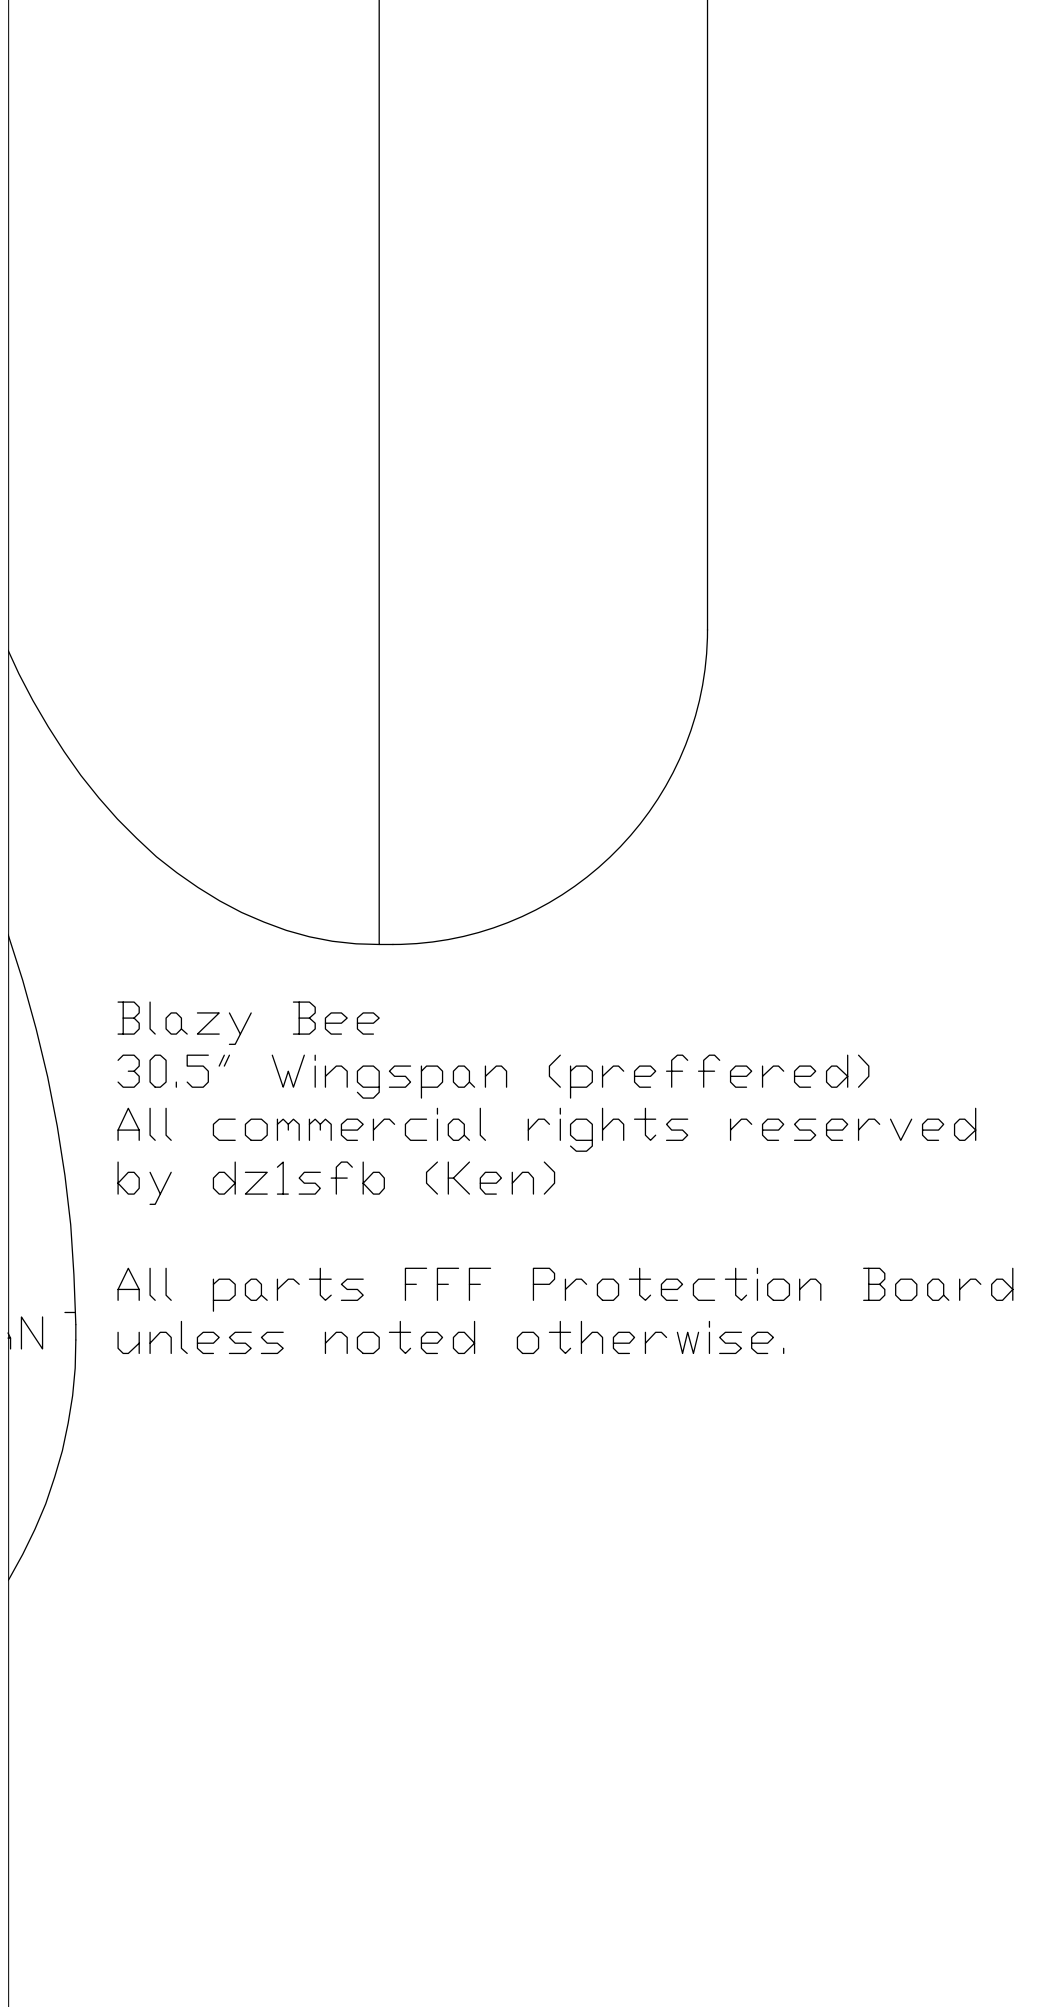 Blazy Bee
30.5" Wingspan (preffered)
All commercial rights reserved
by dz1sfb (Ken)
All parts FFF Protection Board
unless noted otherwise.
N